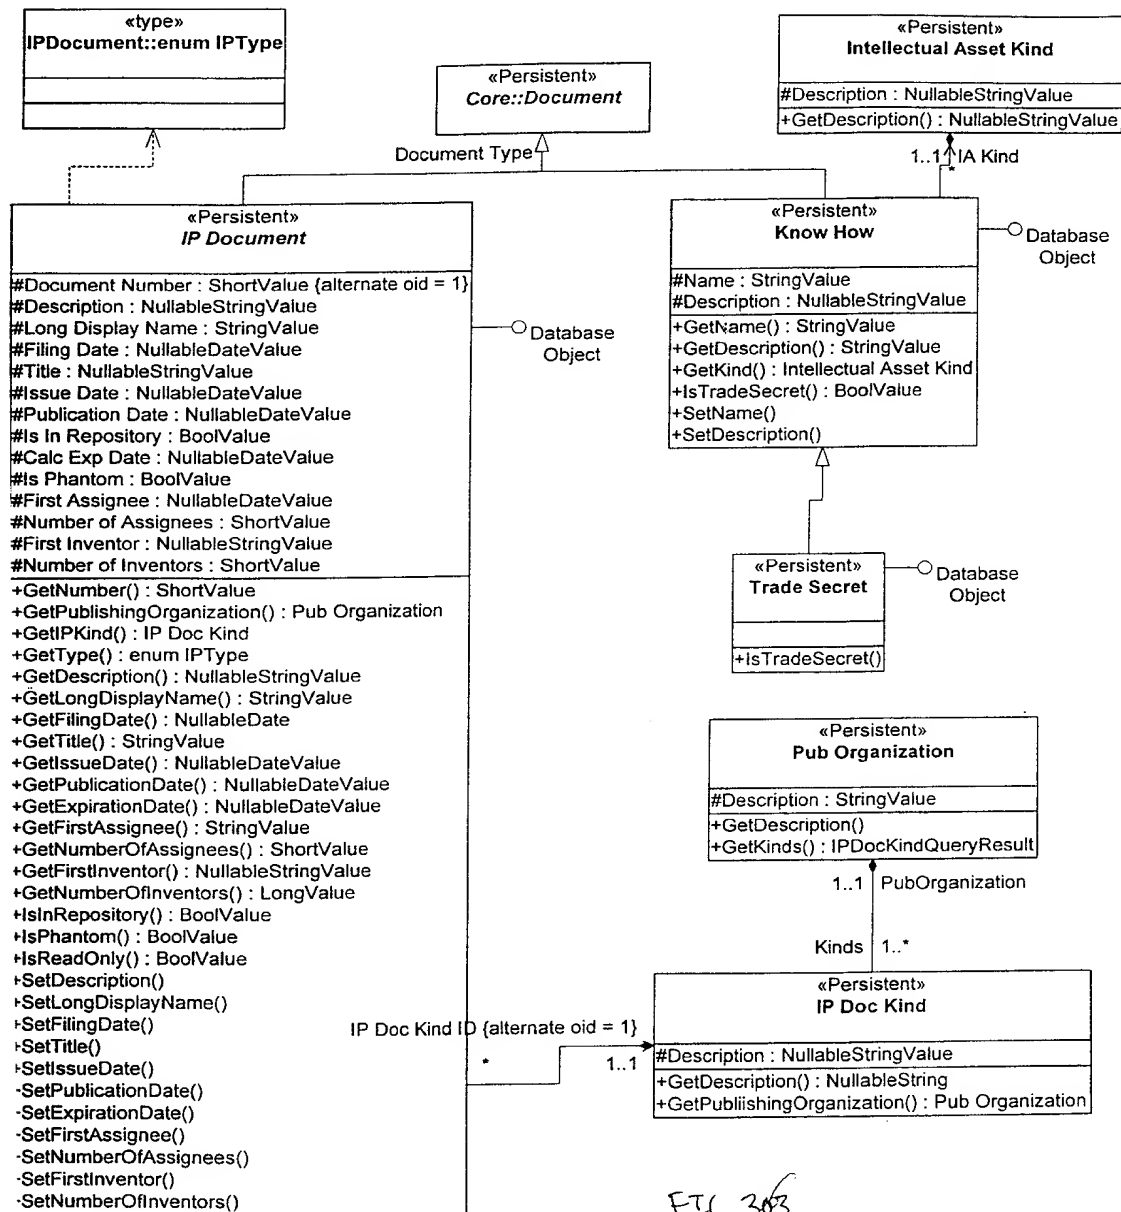 «type»
IPDocument::enum IPType
«Persistent»
Core::Document
Document Type
«Persistent»
Intellectual Asset Kind
#Description : NullableStringValue
+GetDescription() : NullableStringValue
1..1
IA Kind
*
«Persistent»
IP Document
#Document Number : ShortValue {alternate oid = 1}
#Description : NullableStringValue
#Long Display Name : StringValue
#Filing Date : NullableDateValue
#Title : NullableStringValue
#Issue Date : NullableDateValue
#Publication Date : NullableDateValue
#Is In Repository : BoolValue
#Calc Exp Date : NullableDateValue
#Is Phantom : BoolValue
#First Assignee : NullableDateValue
#Number of Assignees : ShortValue
#First Inventor : NullableStringValue
#Number of Inventors : ShortValue
+GetNumber() : ShortValue
+GetPublishingOrganization() : Pub Organization
+GetIPKind() : IP Doc Kind
+GetType() : enum IPType
+GetDescription() : NullableStringValue
+GetLongDisplayName() : StringValue
+GetFilingDate() : NullableDate
+GetTitle() : StringValue
+GetIssueDate() : NullableDateValue
+GetPublicationDate() : NullableDateValue
+GetExpirationDate() : NullableDateValue
+GetFirstAssignee() : StringValue
+GetNumberOfAssignees() : ShortValue
+GetFirstInventor() : NullableStringValue
+GetNumberOfInventors() : LongValue
+IsInRepository() : BoolValue
+IsPhantom() : BoolValue
+IsReadOnly() : BoolValue
+SetDescription()
+SetLongDisplayName()
+SetFilingDate()
+SetTitle()
+SetIssueDate()
-SetPublicationDate()
-SetExpirationDate()
-SetFirstAssignee()
-SetNumberOfAssignees()
-SetFirstInventor()
-SetNumberOfInventors()
Database
Object
«Persistent»
Know How
#Name : StringValue
#Description : NullableStringValue
+GetName() : StringValue
+GetDescription() : StringValue
+GetKind() : Intellectual Asset Kind
+IsTradeSecret() : BoolValue
+SetName()
+SetDescription()
Database
Object
«Persistent»
Trade Secret
+IsTradeSecret()
Database
Object
«Persistent»
Pub Organization
#Description : StringValue
+GetDescription()
+GetKinds() : IPDocKindQueryResult
1..1
PubOrganization
Kinds
1..*
«Persistent»
IP Doc Kind
#Description : NullableStringValue
+GetDescription() : NullableString
+GetPubliishingOrganization() : Pub Organization
IP Doc Kind ID {alternate oid = 1}
*
1..1